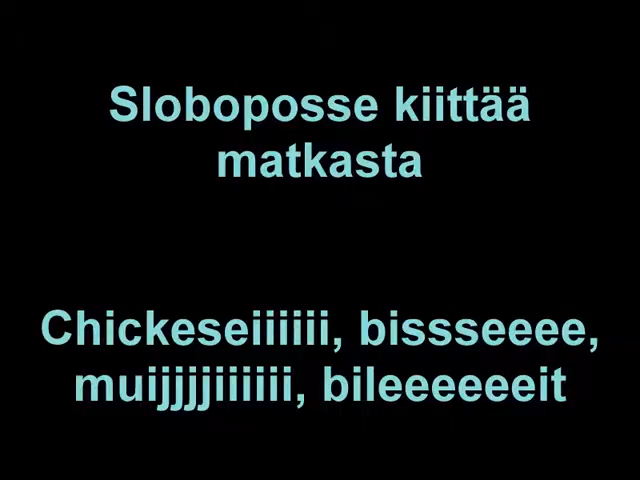 Sloboposse kiittää
matkasta
Chickeseiiiiii, bissseeee,
muijjjjiiiiii, bileeeeeeit